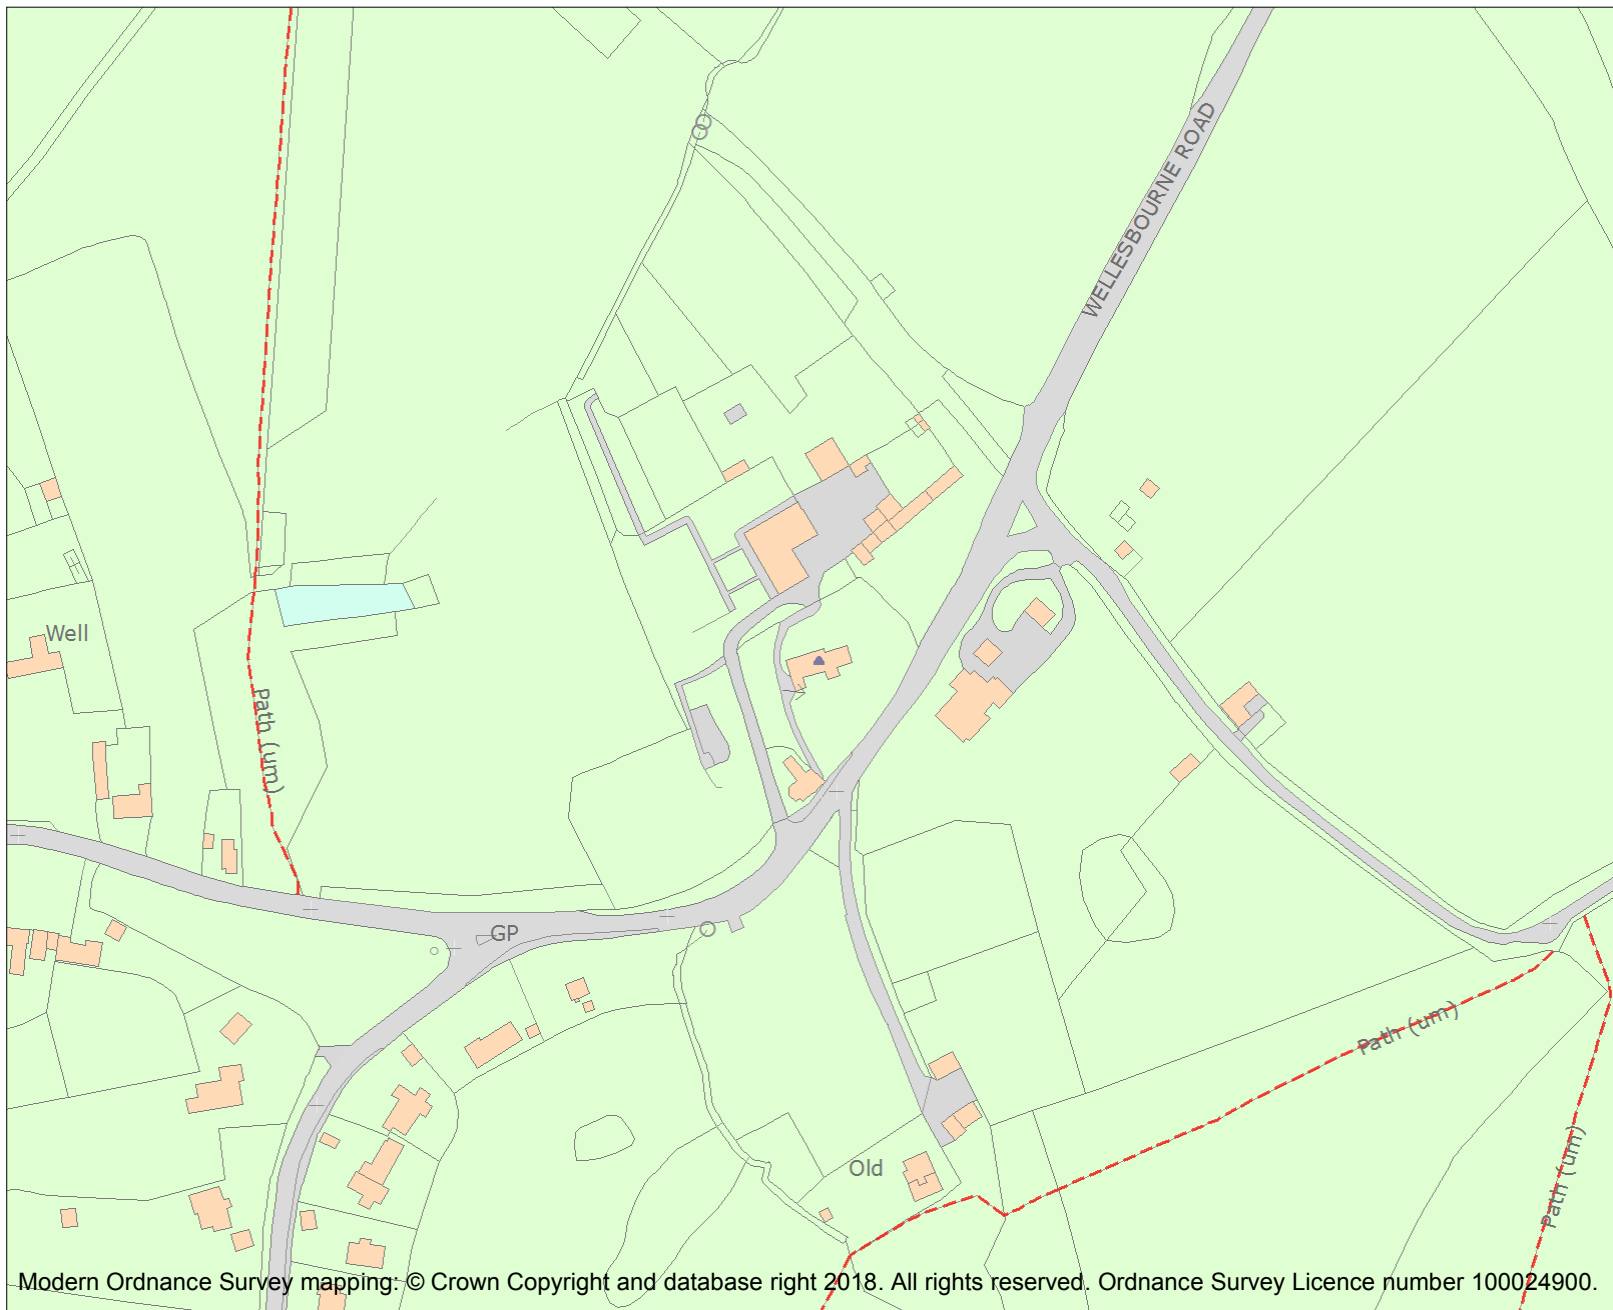 WELLESBOURNE ROAD
Well
Path (um)
GP
Path (um)
Path (um)
Old
Modern Ordnance Survey mapping: © Crown Copyright and database right 2018. All rights reserved. Ordnance Survey Licence number 100024900.